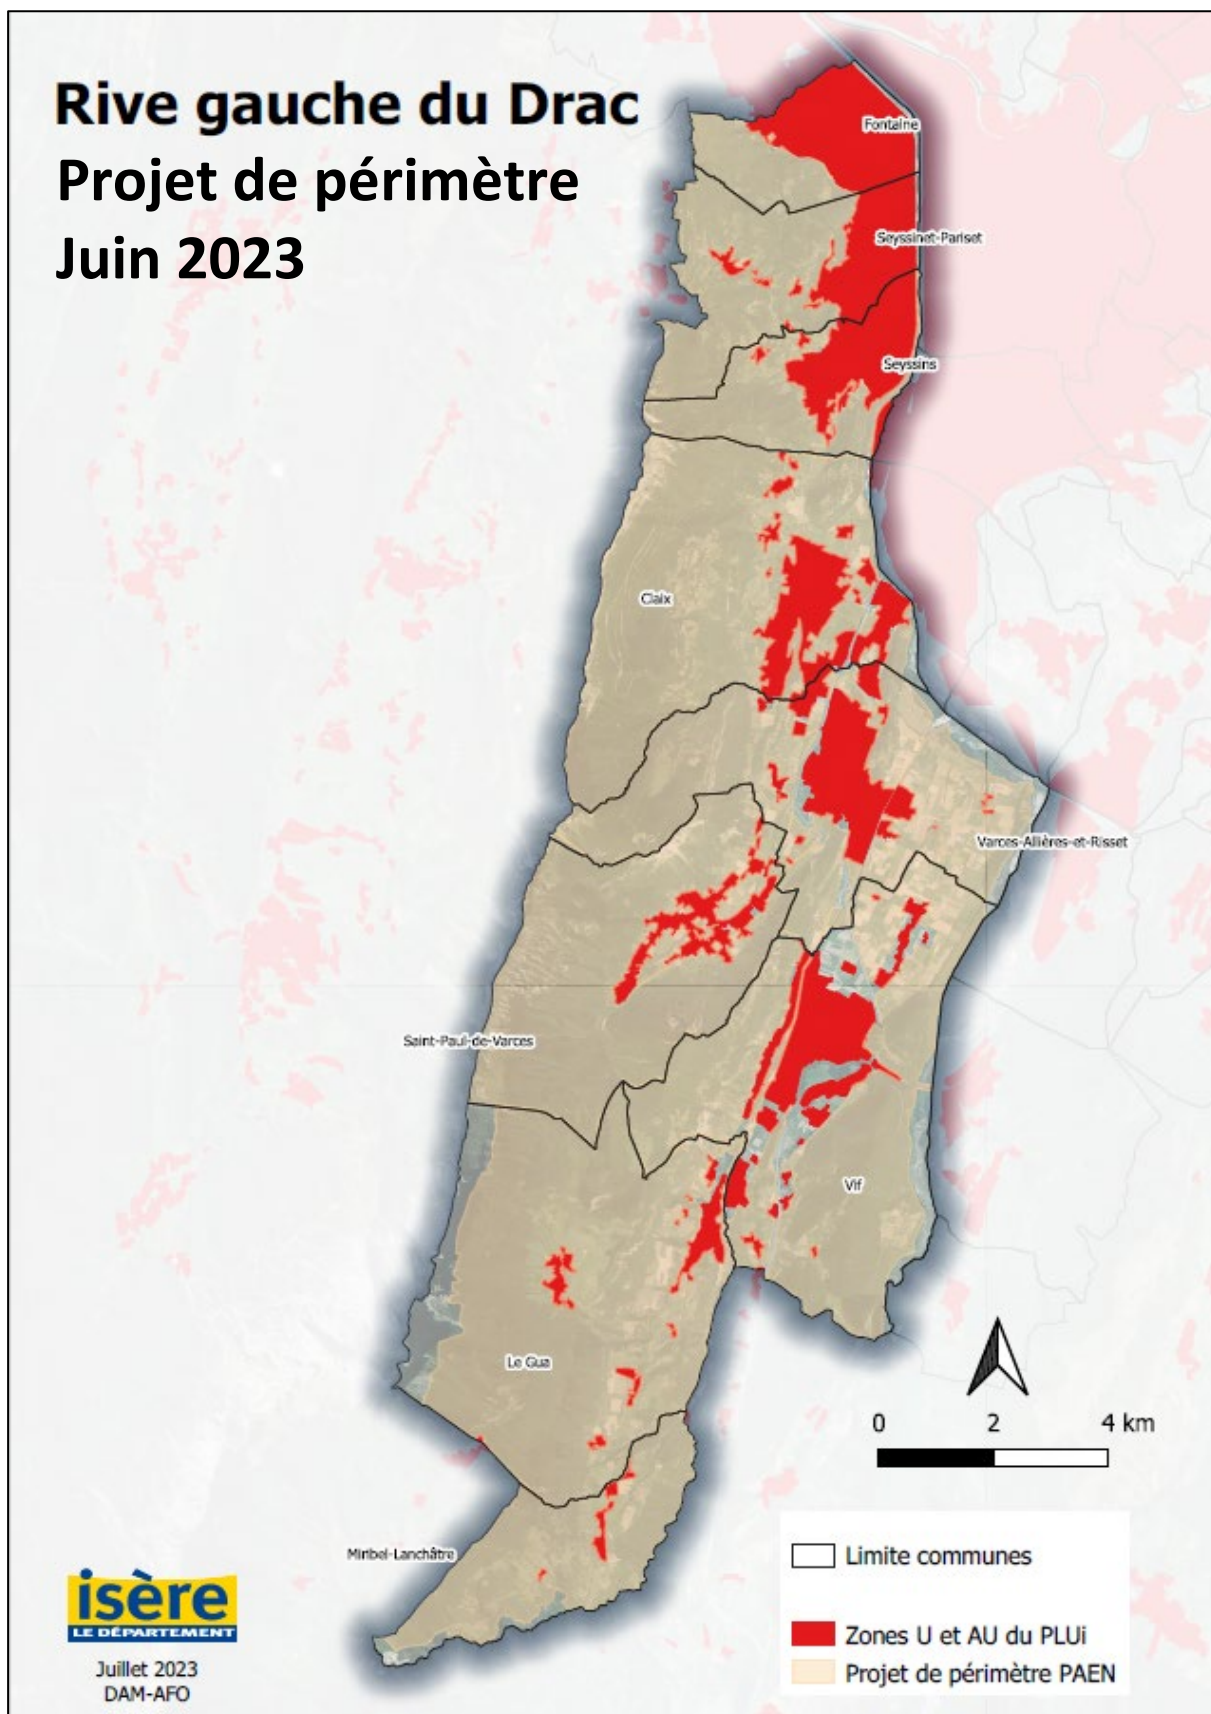 Rive gauche du Drac
Projet de périmètre
Juin 2023
Fontaine
Seyssinet-Pariset
Seyssins
Claix
Varces-Allières-et-Risset
Saint-Paul-de-Varces
Vif
Le Gua
0 2 4 km
Miribel-Lanchâtre
Limite communes
Zones U et AU du PLUi
Projet de périmètre PAEN
isère
LE DÉPARTEMENT
Juillet 2023
DAM-AFO